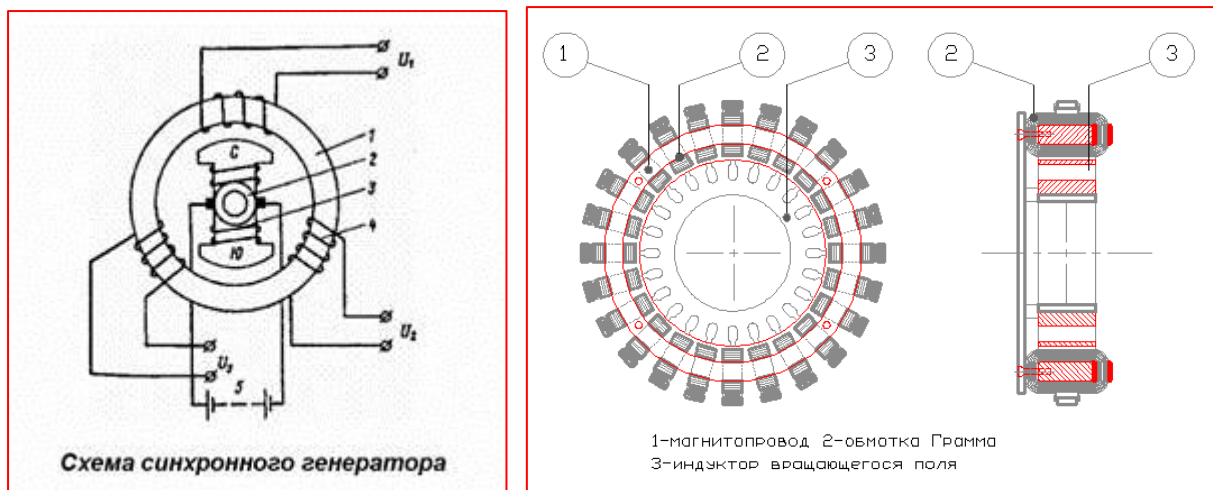 U₁
1
С
2
3
4
Ю
U₂
U₃
5
Схема синхронного генератора
1 2 3 2 3
1-магнитопровод 2-обмотка Грамма
3-индуктор вращающегося поля